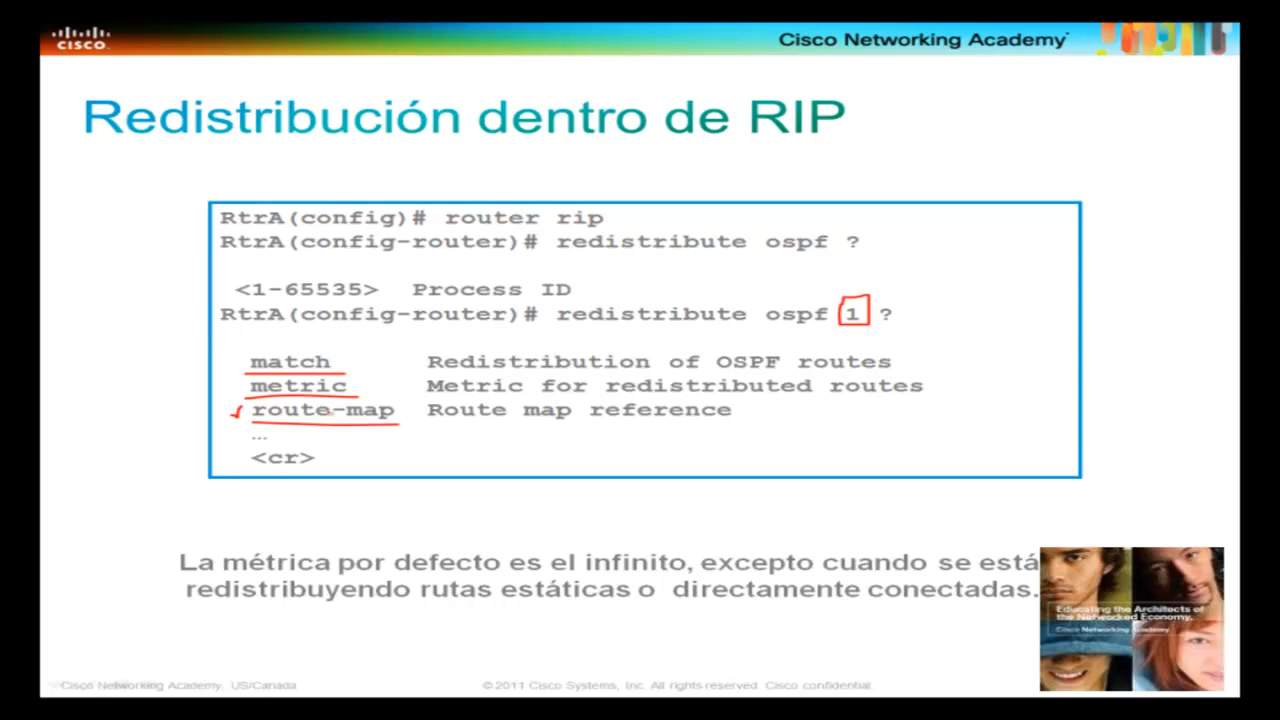 CISCO.
Cisco Networking Academy
Redistribución dentro de RIP
RtrA(config)# router rip
RtrA(config-router)# redistribute ospf ?
<1-65535> Process ID
RtrA(config-router)# redistribute ospf 1 ?
match Redistribution of OSPF routes
metric Metric for redistributed routes
route-map Route map reference
…
<cr>
La métrica por defecto es el infinito, excepto cuando se está
redistribuyendo rutas estáticas o directamente conectadas.
Educating the Architects of
the Networked Economy.
Cisco Networking Academy
Cisco Networking Academy. US/Canada
©2011 Cisco Systems, Inc. All rights reserved. Cisco confidential